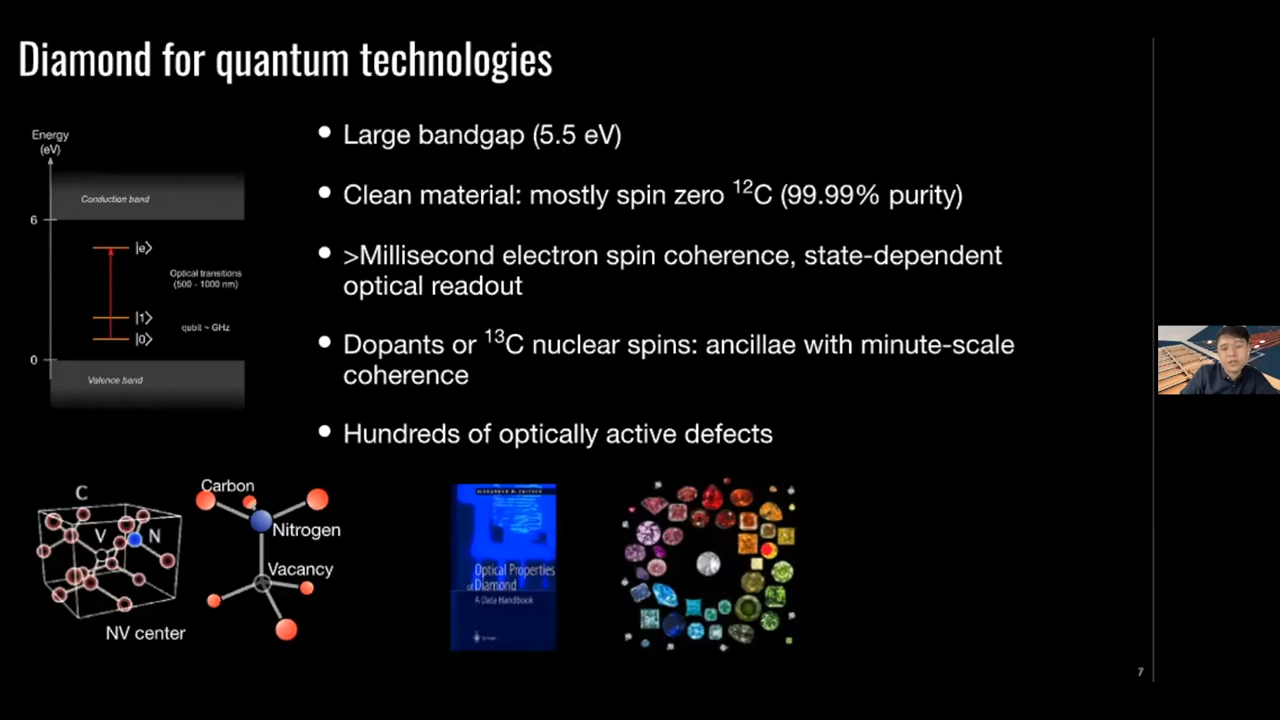 Diamond for quantum technologies
Energy
(eV)
Conduction band
6
|e⟩
Optical transitions
(500 - 1000 nm)
|1⟩
qubit ~ GHz
|0⟩
0
Valence band
• Large bandgap (5.5 eV)
• Clean material: mostly spin zero ¹²C (99.99% purity)
• >Millisecond electron spin coherence, state-dependent
optical readout
• Dopants or ¹³C nuclear spins: ancillae with minute-scale
coherence
• Hundreds of optically active defects
C
V
N
NV center
Carbon
Nitrogen
Vacancy
Optical Properties
of Diamond
A Data Handbook
Springer
7